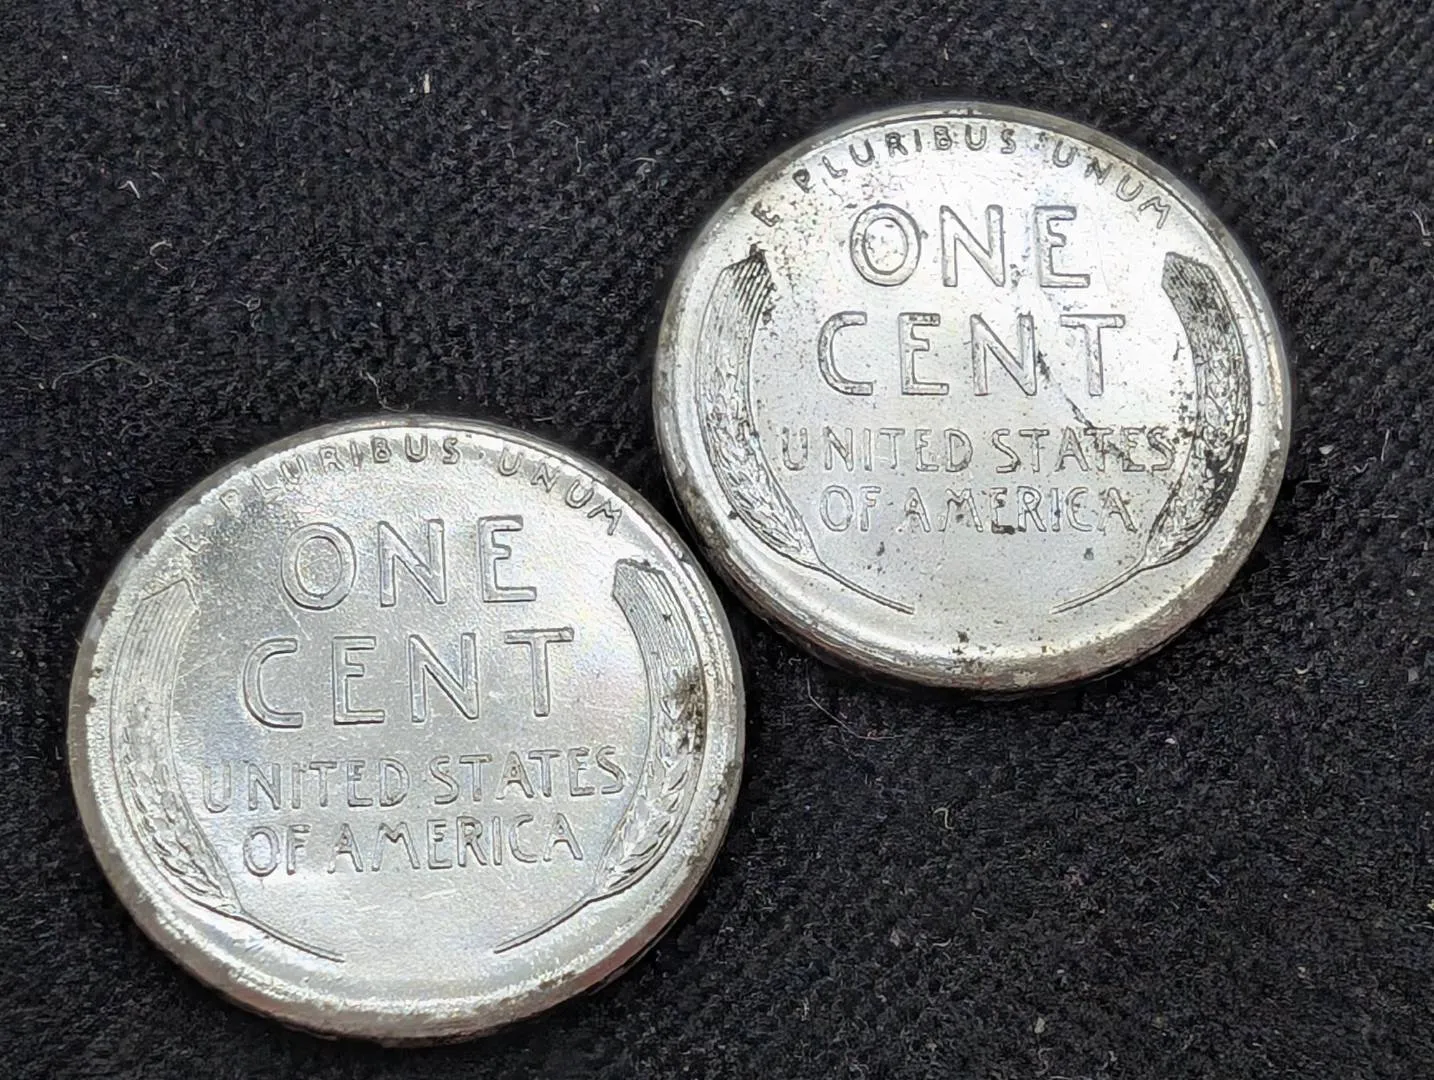 E · PLURIBUS · UNUM
ONE
CENT
UNITED STATES
OF AMERICA
E · PLURIBUS · UNUM
ONE
CENT
UNITED STATES
OF AMERICA